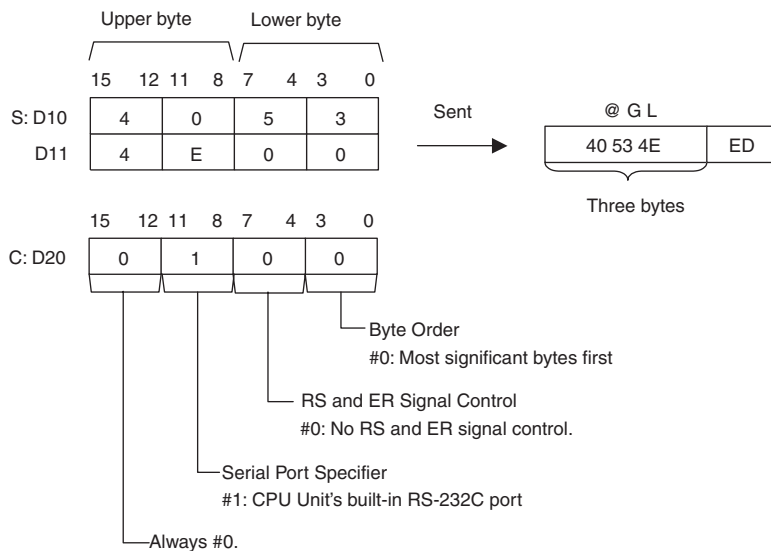 Upper byte Lower byte
15 12 11 8 7 4 3 0
S: D10 4 0 5 3
D11 4 E 0 0
Sent
@ G L
40 53 4E ED
Three bytes
15 12 11 8 7 4 3 0
C: D20 0 1 0 0
Byte Order
#0: Most significant bytes first
RS and ER Signal Control
#0: No RS and ER signal control.
Serial Port Specifier
#1: CPU Unit's built-in RS-232C port
Always #0.